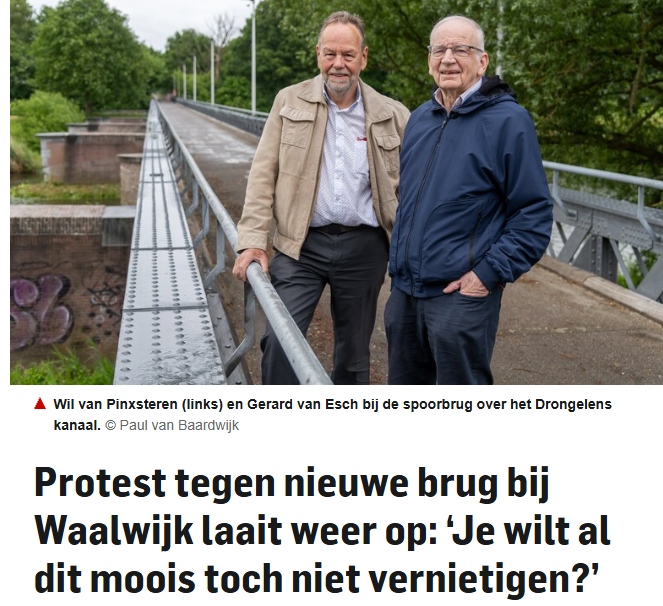 Wil van Pinxsteren (links) en Gerard van Esch bij de spoorbrug over het Drongelens
kanaal. © Paul van Baardwijk
Protest tegen nieuwe brug bij
Waalwijk laait weer op: ‘Je wilt al
dit moois toch niet vernietigen?’